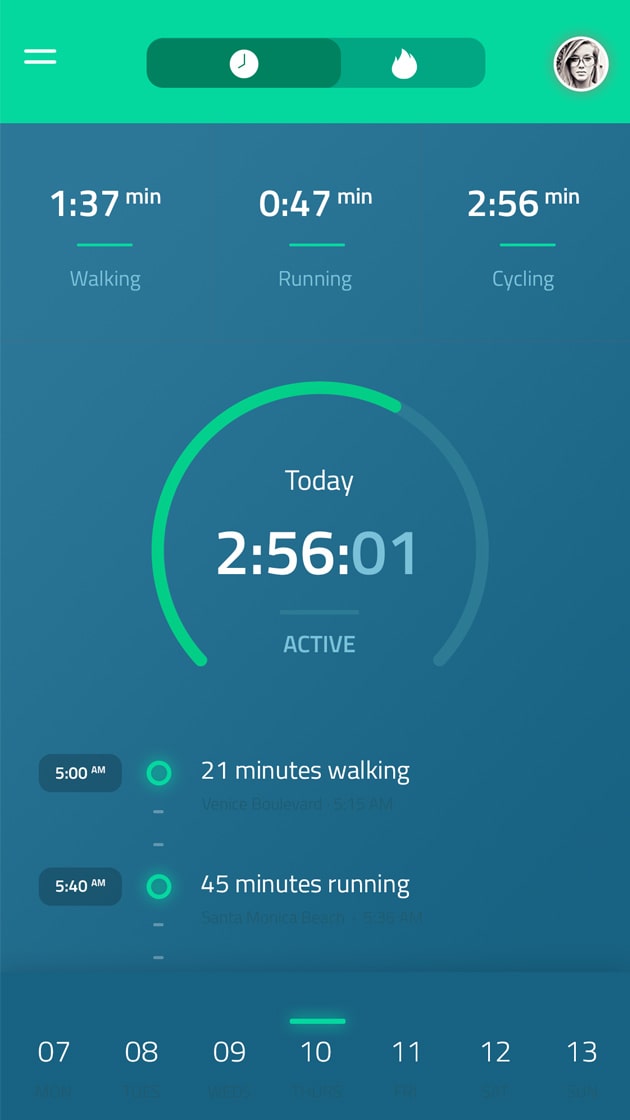 1:37 min 0:47 min 2:56 min
Walking Running Cycling
Today
2:56:01
ACTIVE
5:00 AM 21 minutes walking
Venice Boulevard · 5:15 AM
5:40 AM 45 minutes running
Santa Monica Beach · 5:36 AM
07 08 09 10 11 12 13
MON TUES WEDS THURS FRI SAT SUN